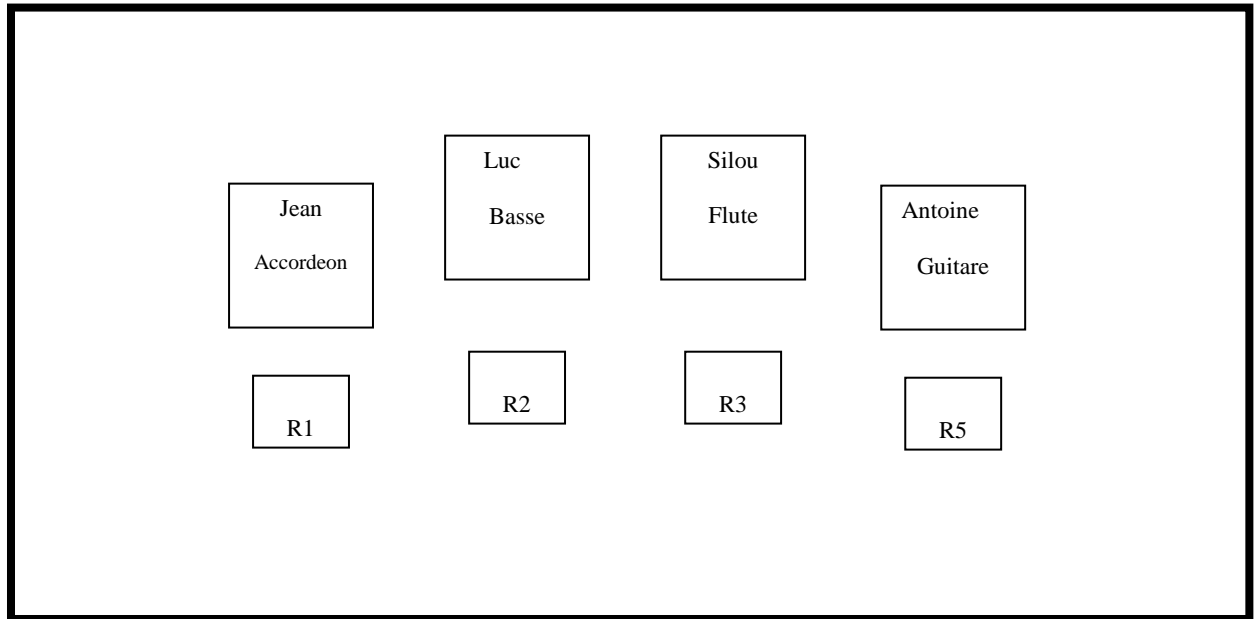 Jean
Accordeon
Luc
Basse
Silou
Flute
Antoine
Guitare
R1
R2
R3
R5